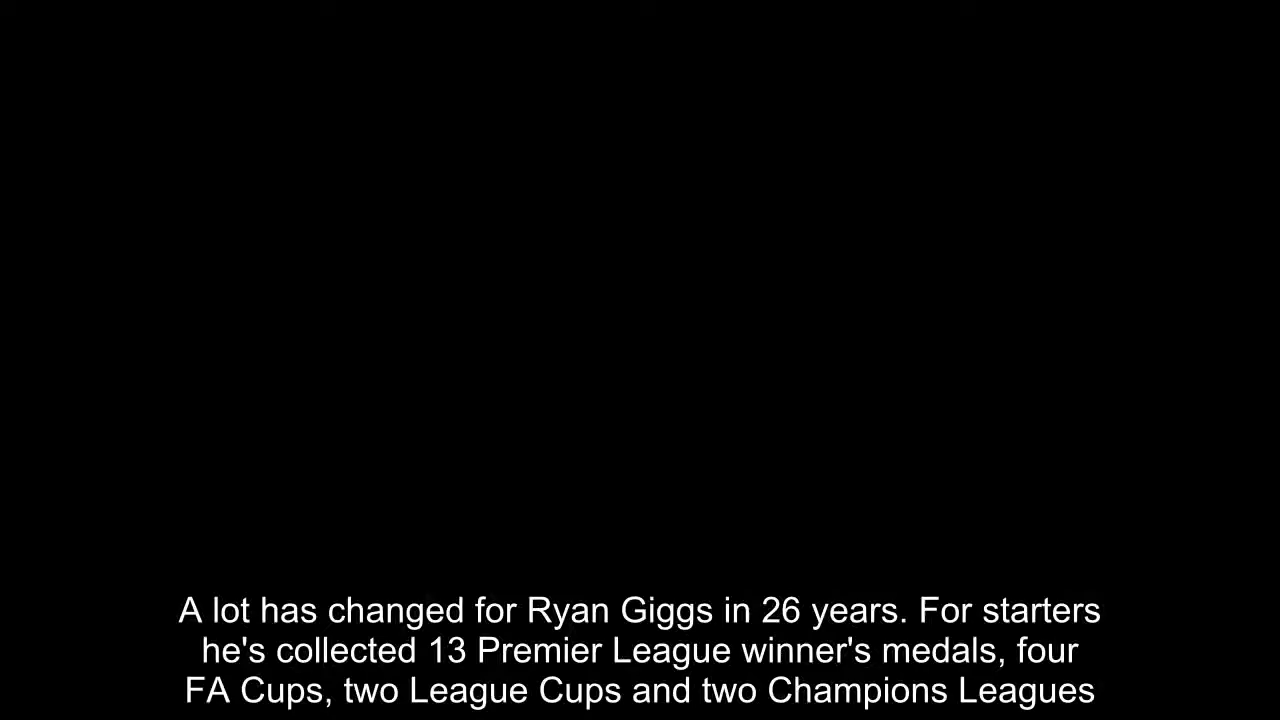 A lot has changed for Ryan Giggs in 26 years. For starters
he's collected 13 Premier League winner's medals, four
FA Cups, two League Cups and two Champions Leagues